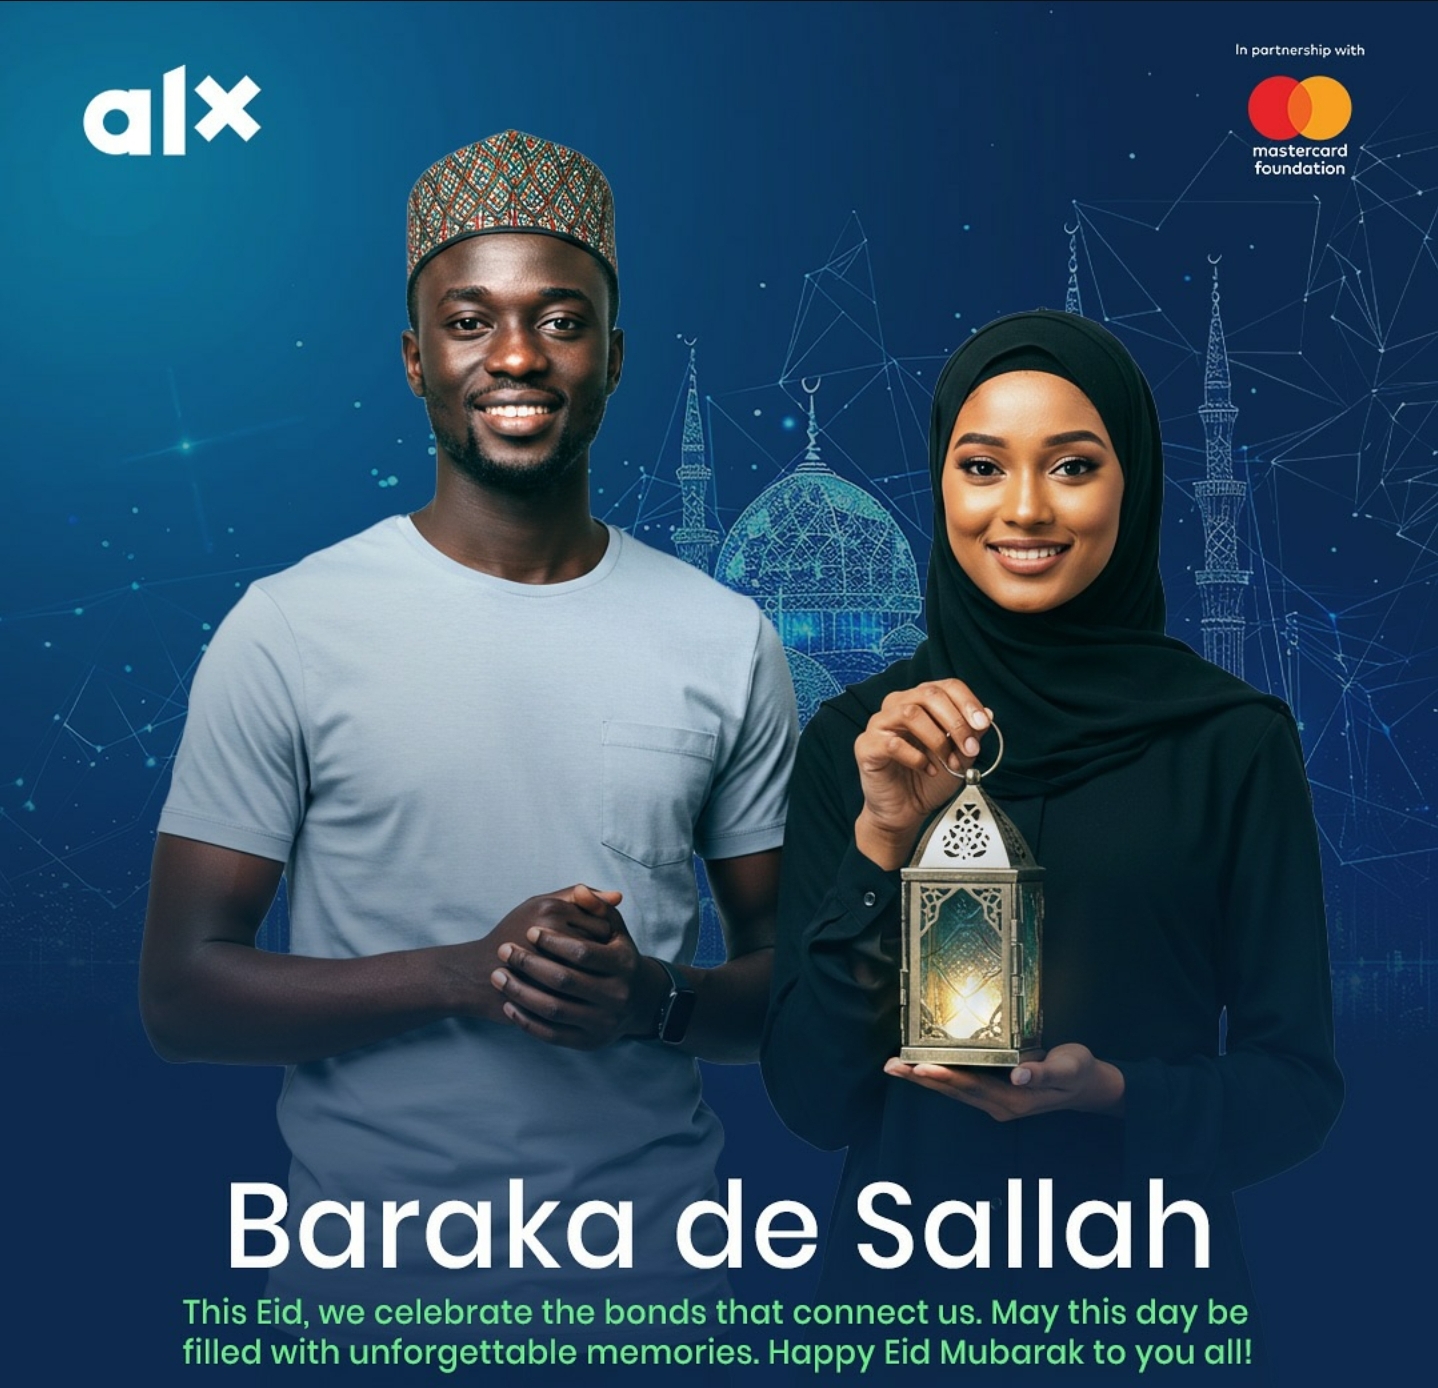 alx
In partnership with
mastercard
foundation
Baraka de Sallah
This Eid, we celebrate the bonds that connect us. May this day be
filled with unforgettable memories. Happy Eid Mubarak to you all!